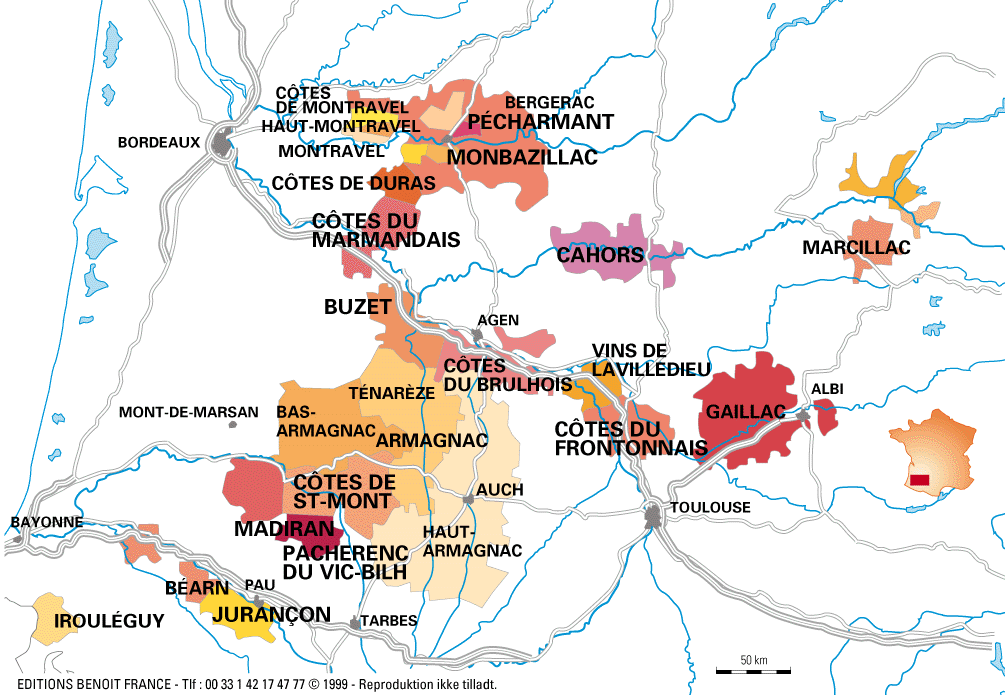 CÔTES
DE MONTRAVEL
HAUT-MONTRAVEL
BERGERAC
PÉCHARMANT
BORDEAUX
MONTRAVEL
MONBAZILLAC
CÔTES DE DURAS
CÔTES DU
MARMANDAIS
CAHORS
MARCILLAC
BUZET
AGEN
VINS DE
LAVILLEDIEU
CÔTES
DU BRULHOIS
TÉNARÈZE
ALBI
MONT-DE-MARSAN
BAS-
ARMAGNAC
ARMAGNAC
GAILLAC
CÔTES DU
FRONTONNAIS
CÔTES DE
ST-MONT
AUCH
TOULOUSE
BAYONNE
MADIRAN
HAUT-
ARMAGNAC
PACHERENC
DU VIC-BILH
BÉARN
PAU
JURANÇON
IROULÉGUY
TARBES
50 km
EDITIONS BENOIT FRANCE - Tlf : 00 33 1 42 17 47 77 © 1999 - Reproduktion ikke tilladt.